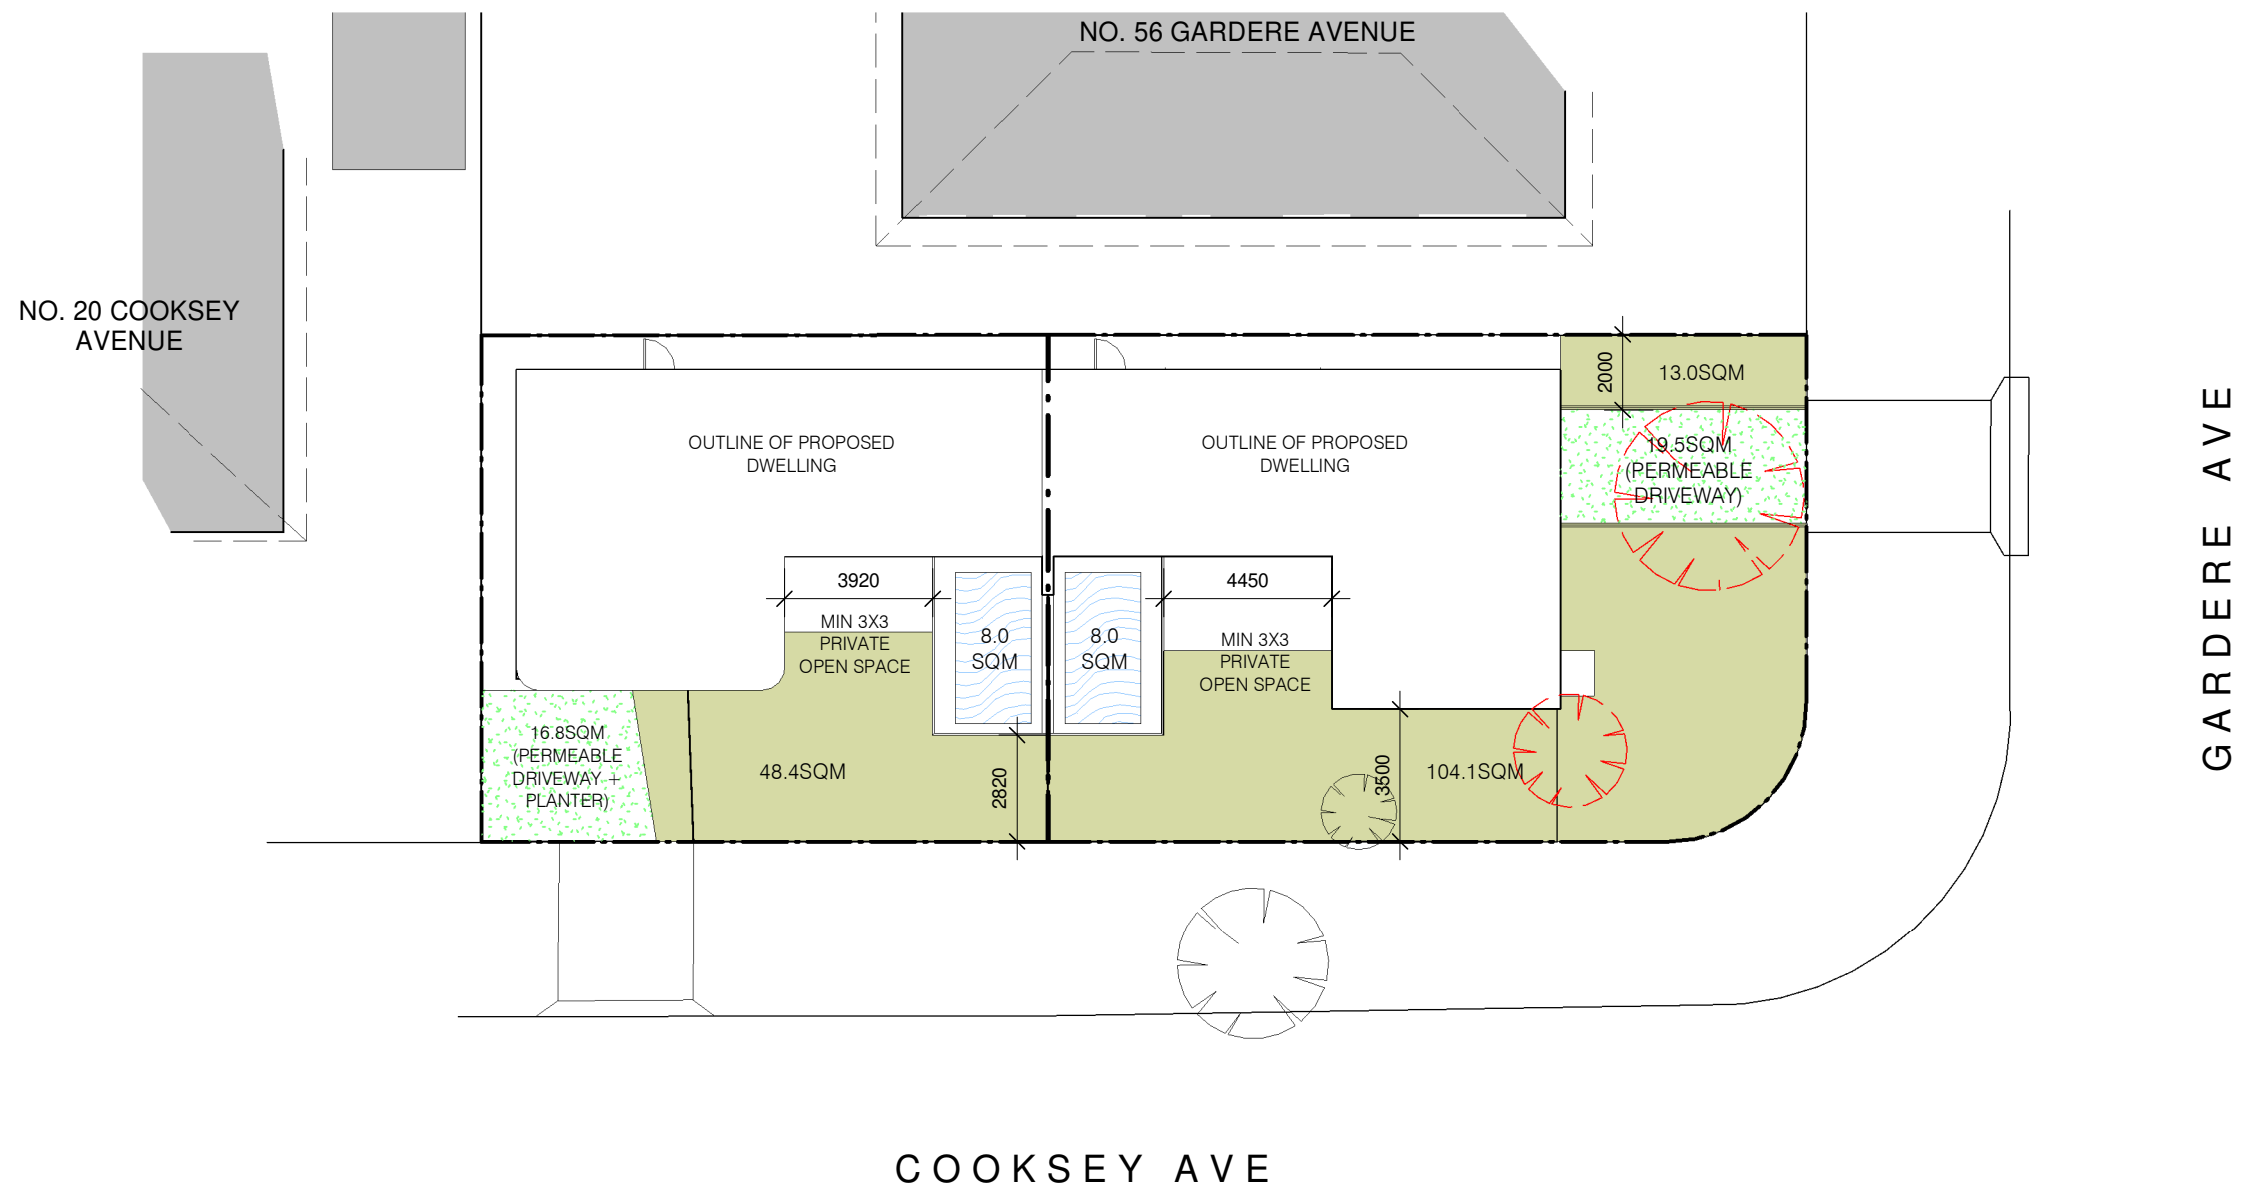 NO. 56 GARDERE AVENUE
NO. 20 COOKSEY
AVENUE
2000
13.0SQM
OUTLINE OF PROPOSED
DWELLING
OUTLINE OF PROPOSED
DWELLING
19.5SQM
(PERMEABLE
DRIVEWAY)
3920
MIN 3X3
PRIVATE
OPEN SPACE
8.0
SQM
8.0
SQM
4450
MIN 3X3
PRIVATE
OPEN SPACE
16.8SQM
(PERMEABLE
DRIVEWAY +
PLANTER)
48.4SQM
2820
3500
104.1SQM
GARDERE AVE
COOKSEY AVE